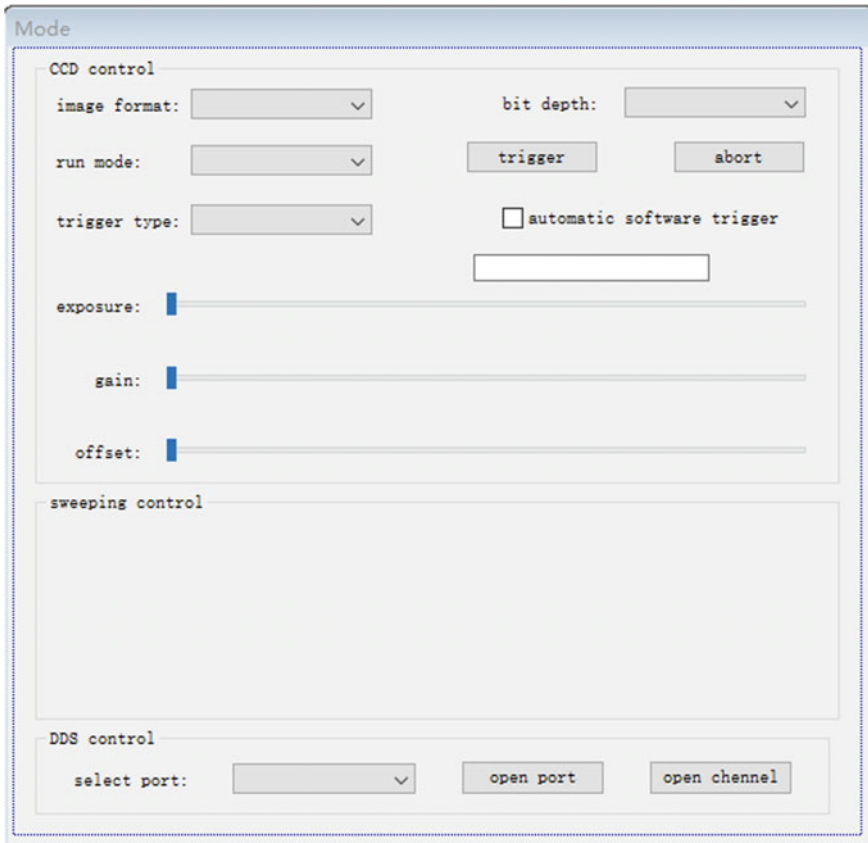 Mode
CCD control
image format:
bit depth:
run mode:
trigger
abort
trigger type:
automatic software trigger
exposure:
gain:
offset:
sweeping control
DDS control
select port:
open port
open chennel